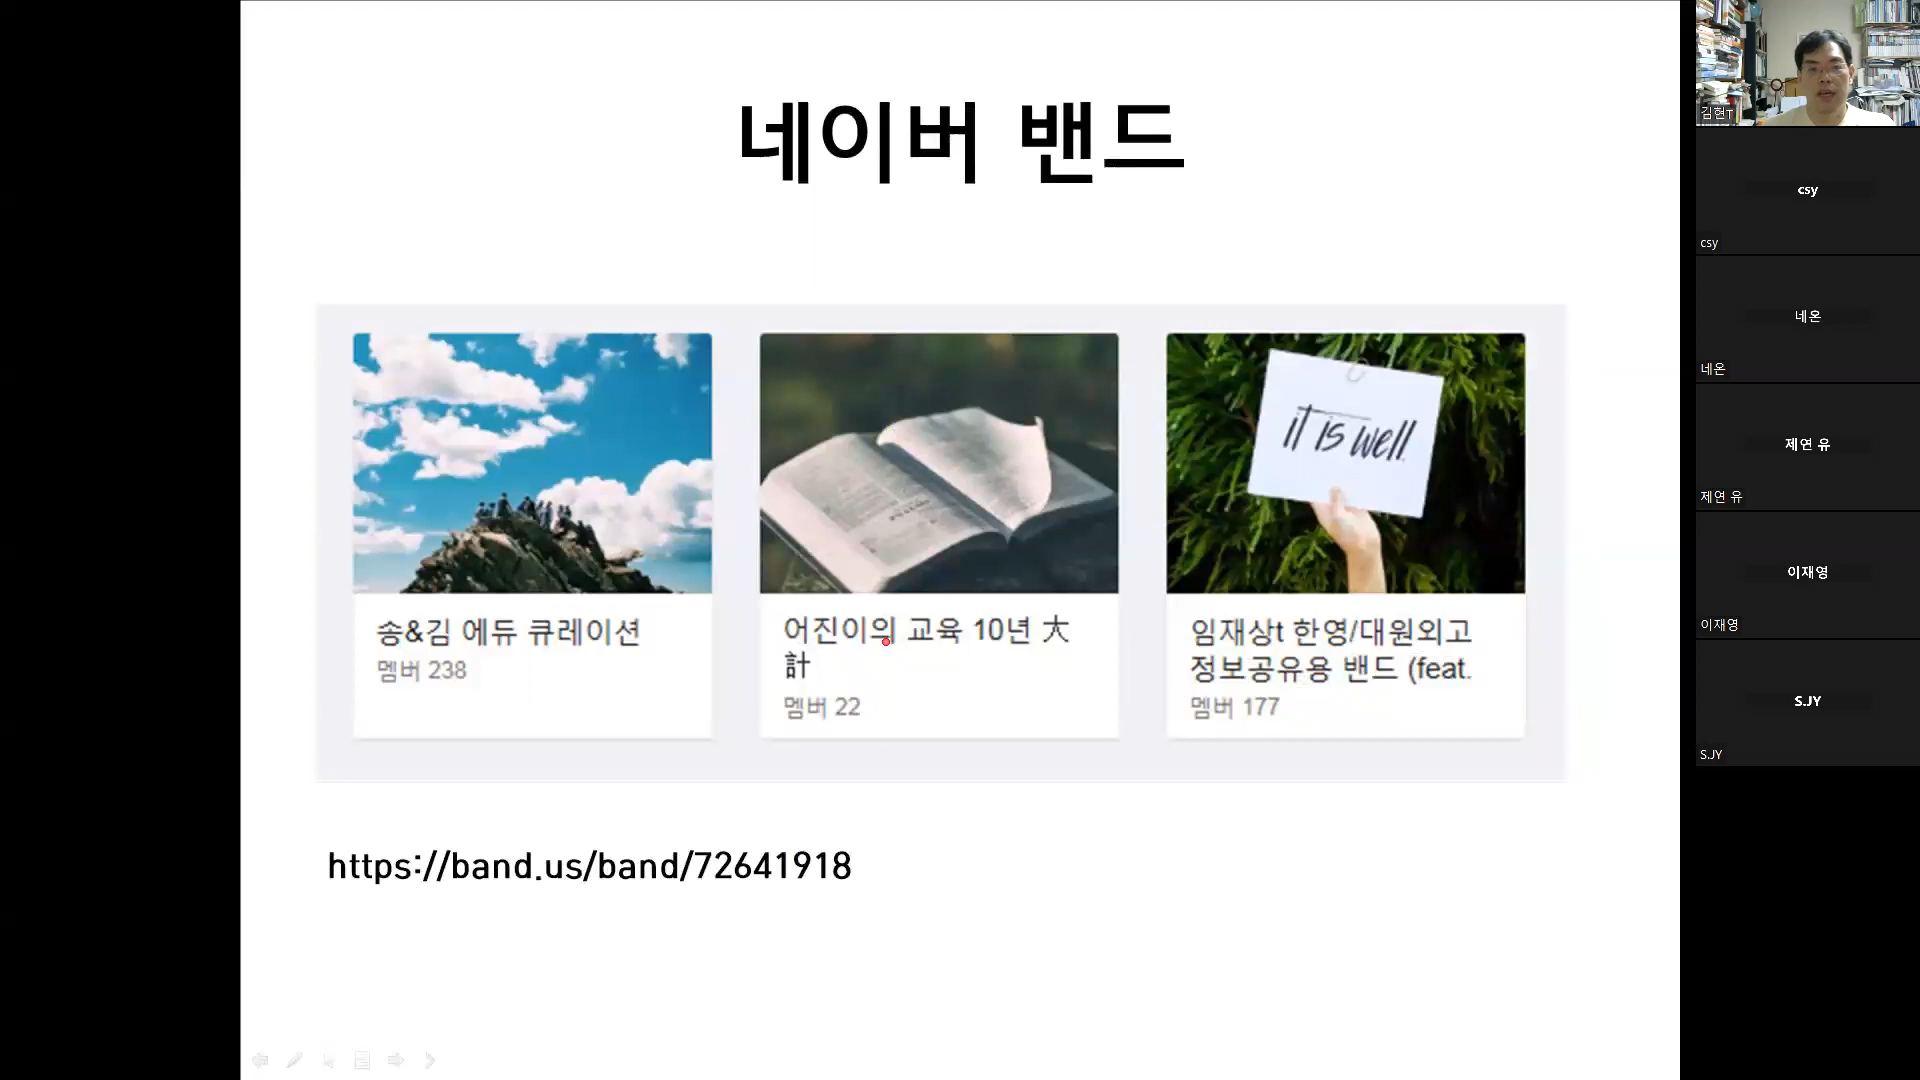 네이버 밴드
it is well.
송&김 에듀 큐레이션
멤버 238
어진이의 교육 10년 大
計
멤버 22
임재상t 한영/대원외고
정보공유용 밴드 (feat.
멤버 177
https://band.us/band/72641918
김현T
csy
csy
네온
네온
제연 유
제연 유
이재영
이재영
S.JY
S.JY